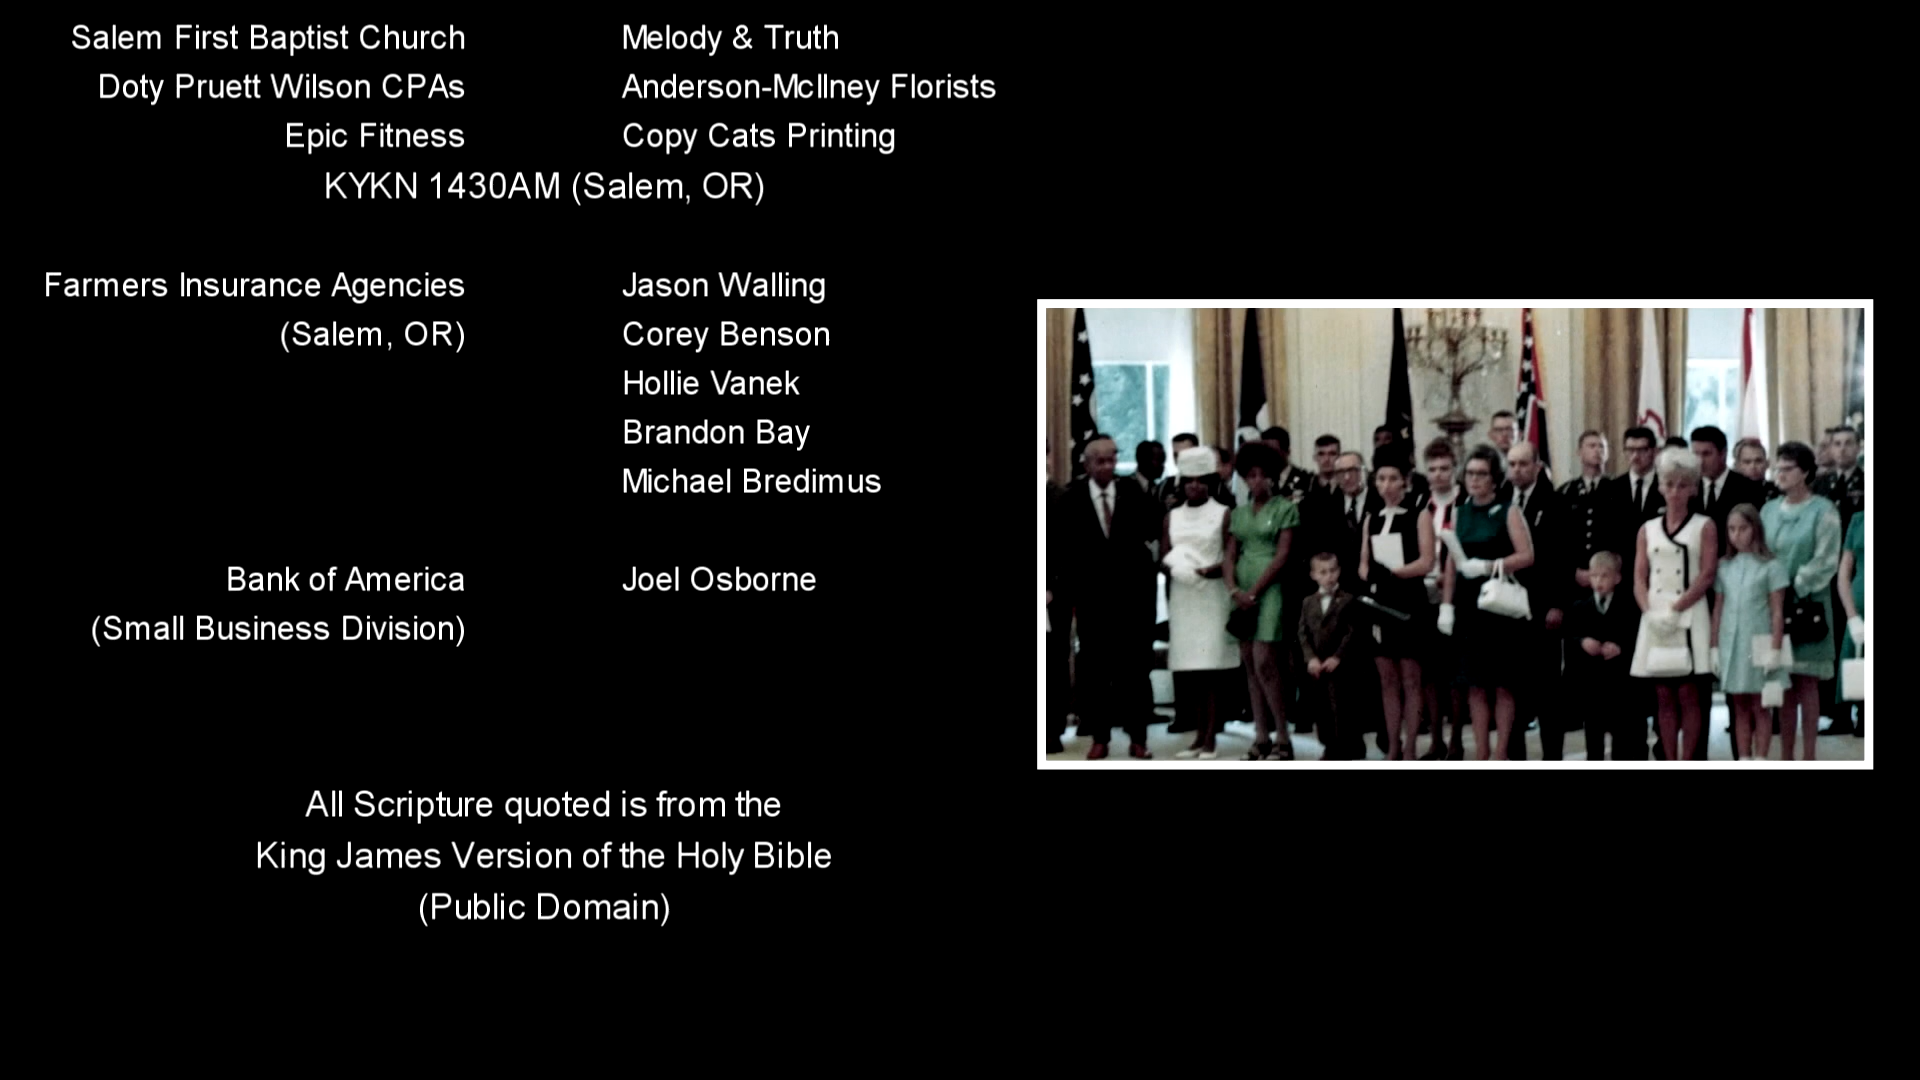 Salem First Baptist Church Melody & Truth
Doty Pruett Wilson CPAs Anderson-McIlney Florists
Epic Fitness Copy Cats Printing
KYKN 1430AM (Salem, OR)
Farmers Insurance Agencies Jason Walling
(Salem, OR) Corey Benson
Hollie Vanek
Brandon Bay
Michael Bredimus
Bank of America Joel Osborne
(Small Business Division)
All Scripture quoted is from the
King James Version of the Holy Bible
(Public Domain)